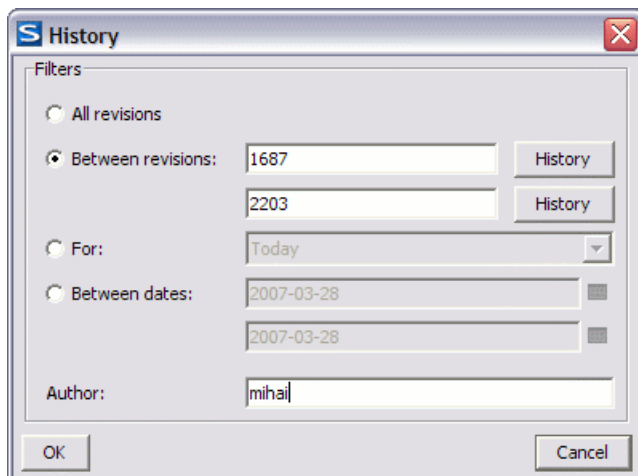 S History
Filters
All revisions
Between revisions: 1687 History
2203 History
For: Today
Between dates: 2007-03-28
2007-03-28
Author: mihai
OK Cancel